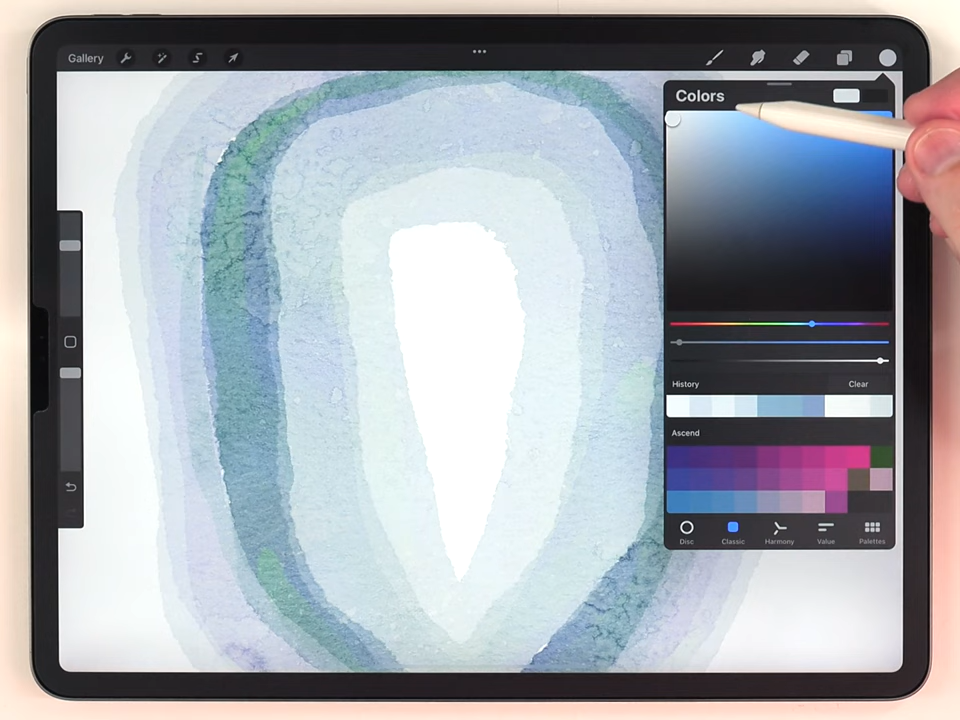 Gallery
Colors
History Clear
Ascend
Disc Classic Harmony Value Palettes